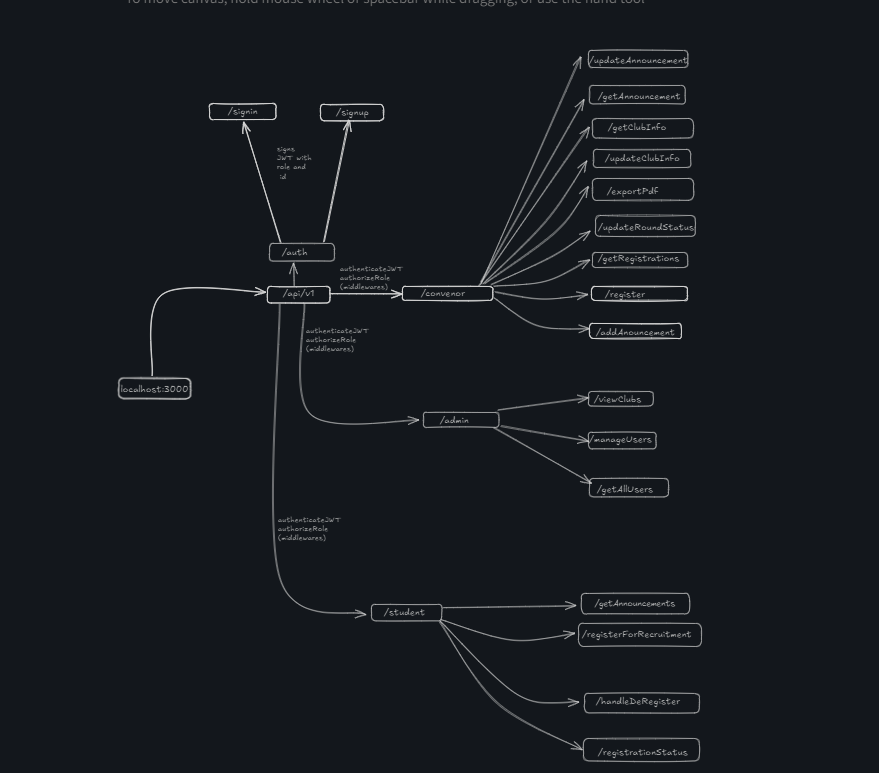 To move canvas, hold mouse wheel or spacebar while dragging, or use the hand tool
/updateAnnouncement
/getAnnouncement
/signin
/signup
/getClubInfo
signs
JWT with
role and
id
/updateClubInfo
/exportPdf
/updateRoundStatus
/auth
/getRegistrations
authenticateJWT
authorizeRole
(middlewares)
/api/v1
/convenor
/register
authenticateJWT
authorizeRole
(middlewares)
/addAnouncement
localhost:3000
/viewClubs
/admin
/manageUsers
/getAllUsers
authenticateJWT
authorizeRole
(middlewares)
/student
/getAnnouncements
/registerForRecruitment
/handleDeRegister
/registrationStatus